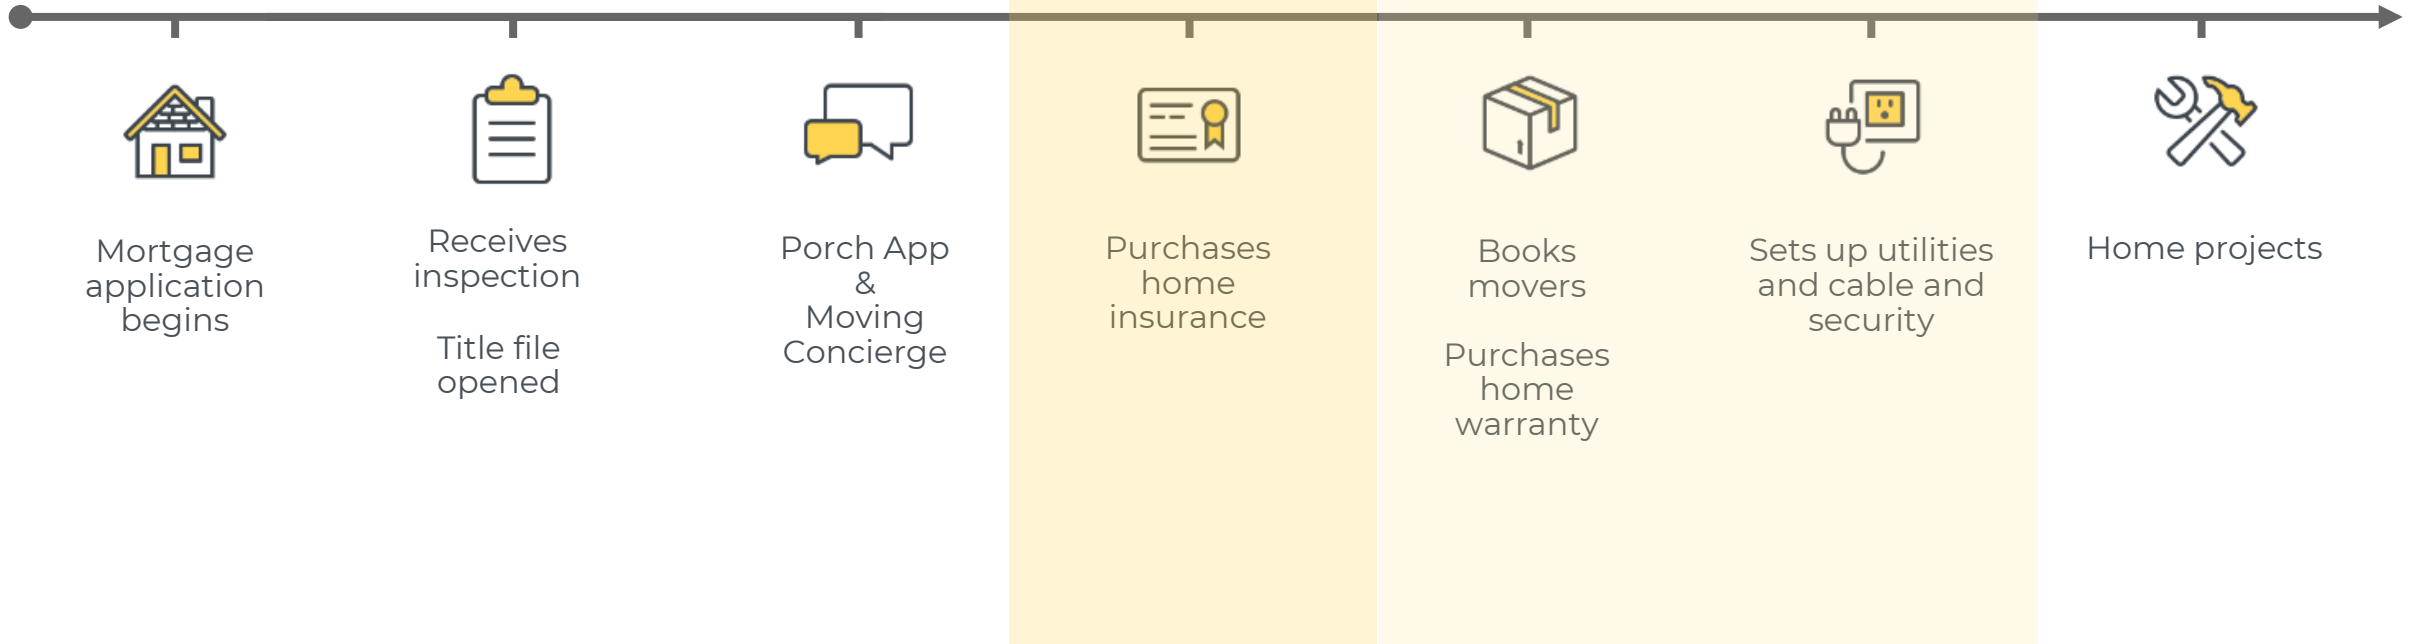 Mortgage
application
begins
Receives
inspection
Title file
opened
Porch App
&
Moving
Concierge
Purchases
home
insurance
Books
movers
Purchases
home
warranty
Sets up utilities
and cable and
security
Home projects